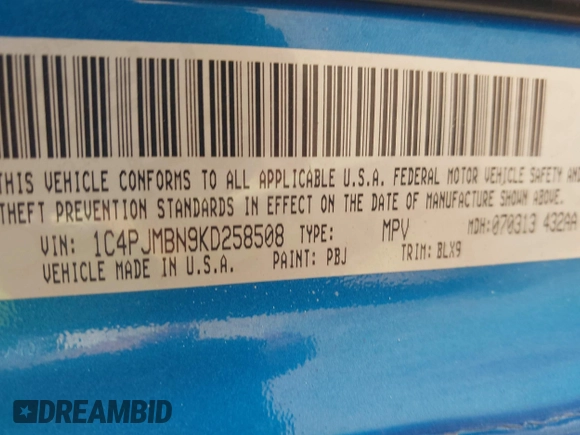 THIS VEHICLE CONFORMS TO ALL APPLICABLE U.S.A. FEDERAL MOTOR VEHICLE SAFETY AND
THEFT PREVENTION STANDARDS IN EFFECT ON THE DATE OF MANUFACTURE SHOWN ABOVE.
VIN: 1C4PJMBN9KD258508 TYPE: MPV MDH:070313 432AA
VEHICLE MADE IN U.S.A. PAINT: PBJ TRIM: BLX9
DREAMBID